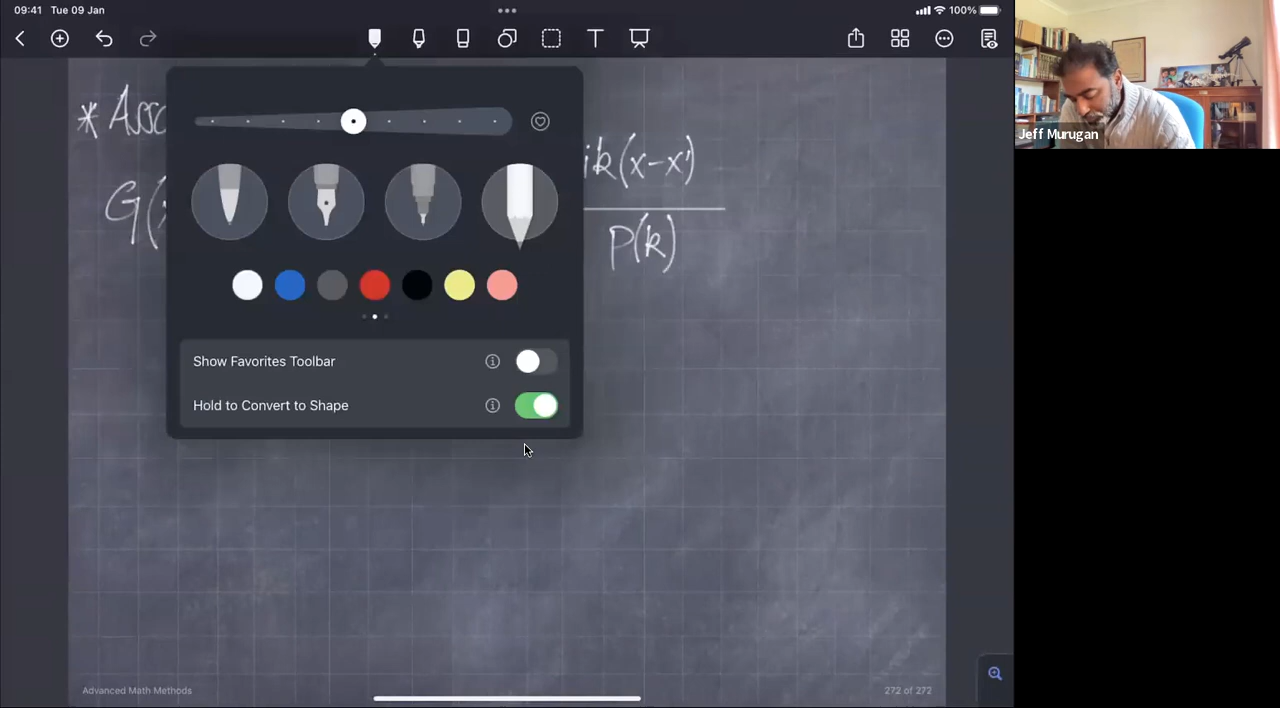 09:41 Tue 09 Jan
100%
Jeff Murugan
* Asso
ik(x-x')
G(
P(k)
Show Favorites Toolbar
Hold to Convert to Shape
Advanced Math Methods
272 of 272